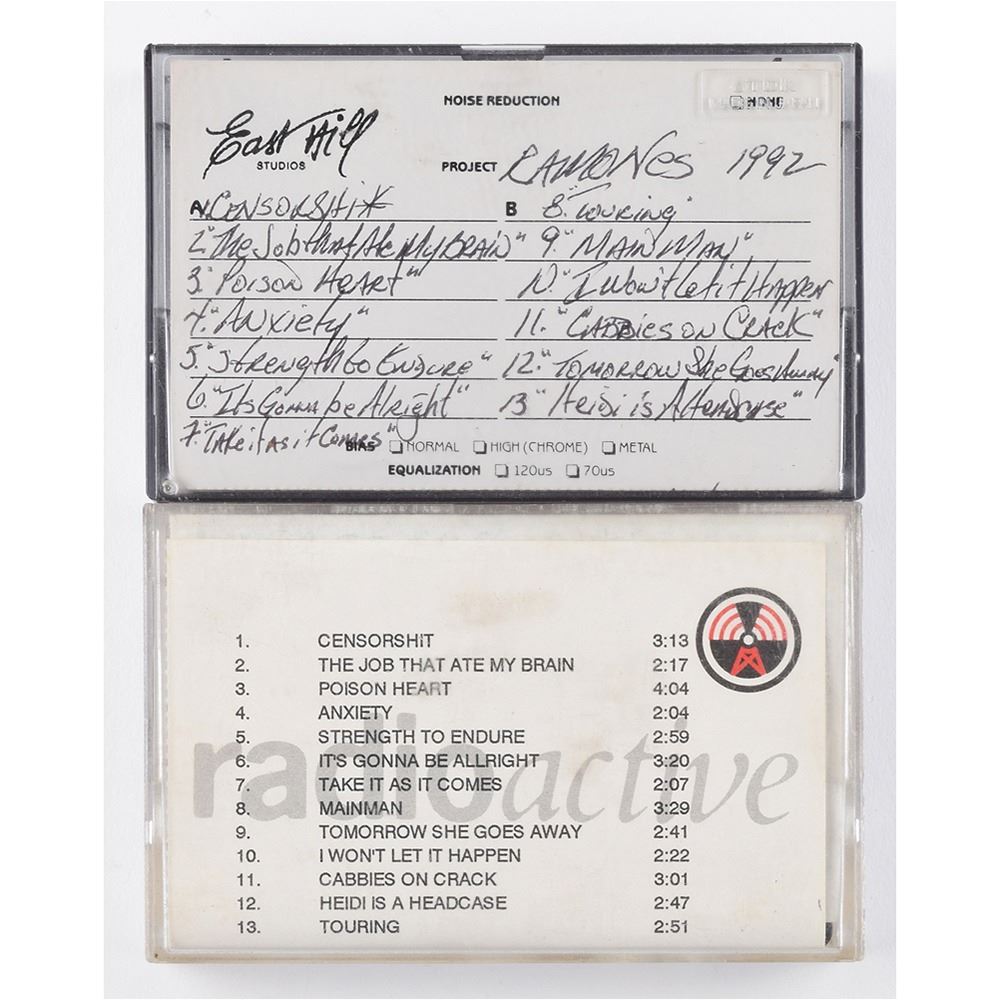 NOISE REDUCTION
NONE
East Hill
STUDIOS
PROJECT RAMONES 1992
A. CENSORSHIT
B 8. "Touring"
2. "The Job that Ate My BRAIN"
9. "MAIN MAN"
3. "Poison Heart"
10. "I Won't Let it Happen
4. "Anxiety"
11. "CABBIES ON CRACK"
5. "Strength to Endure"
12. "TOMORROW She Goes Away"
6. "Its Gonna be Alright"
13 "Heidi is A Headcase"
7. "Take it as it Comes"
BIAS NORMAL HIGH (CHROME) METAL
EQUALIZATION 120us 70us
radioactive
1. CENSORSHIT 3:13
2. THE JOB THAT ATE MY BRAIN 2:17
3. POISON HEART 4:04
4. ANXIETY 2:04
5. STRENGTH TO ENDURE 2:59
6. IT'S GONNA BE ALLRIGHT 3:20
7. TAKE IT AS IT COMES 2:07
8. MAINMAN 3:29
9. TOMORROW SHE GOES AWAY 2:41
10. I WON'T LET IT HAPPEN 2:22
11. CABBIES ON CRACK 3:01
12. HEIDI IS A HEADCASE 2:47
13. TOURING 2:51